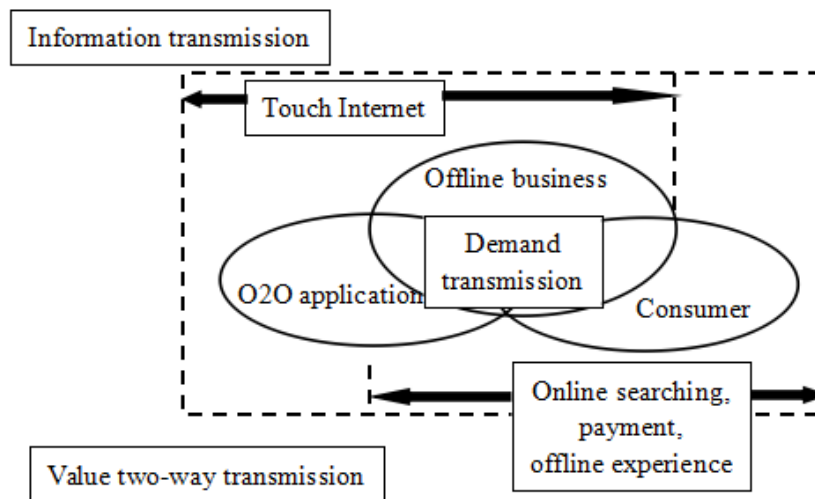 Information transmission
Touch Internet
Offline business
Demand
transmission
O2O application
Consumer
Online searching,
payment,
offline experience
Value two-way transmission